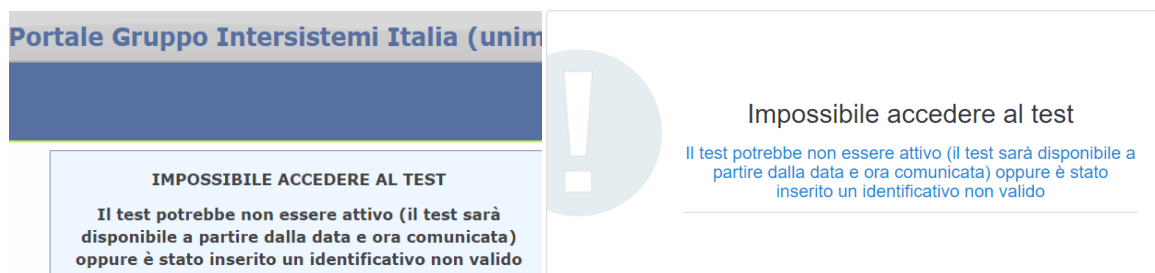 Portale Gruppo Intersistemi Italia (unim
IMPOSSIBILE ACCEDERE AL TEST
Il test potrebbe non essere attivo (il test sarà
disponibile a partire dalla data e ora comunicata)
oppure è stato inserito un identificativo non valido
!
Impossibile accedere al test
Il test potrebbe non essere attivo (il test sarà disponibile a
partire dalla data e ora comunicata) oppure è stato
inserito un identificativo non valido